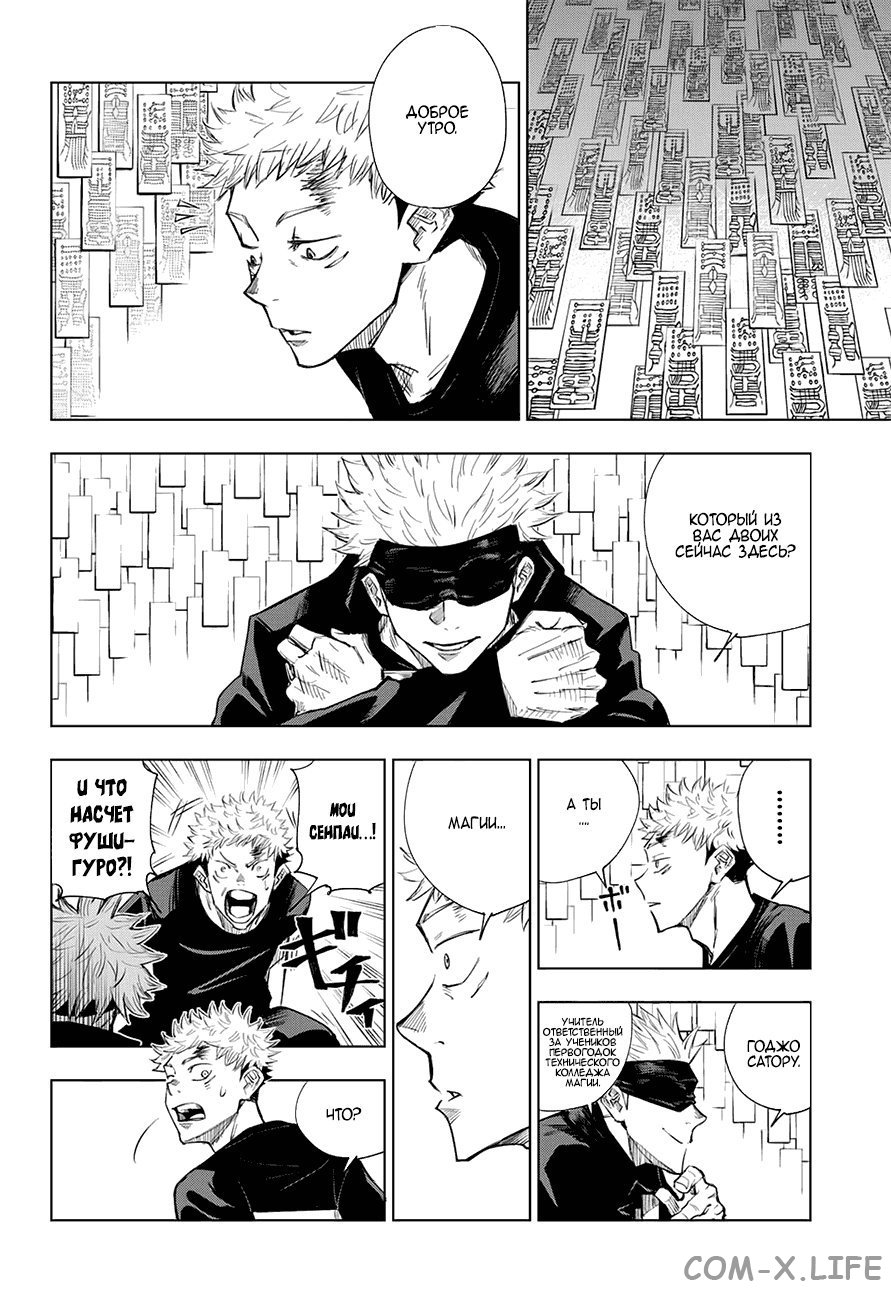 ДОБРОЕ
УТРО.
КОТОРЫЙ ИЗ
ВАС ДВОИХ
СЕЙЧАС ЗДЕСЬ?
.........
А ТЫ
....
ГОДЖО
САТОРУ.
УЧИТЕЛЬ
ОТВЕТСТВЕННЫЙ
ЗА УЧЕНИКОВ
ПЕРВОГОДОК
ТЕХНИЧЕСКОГО
КОЛЛЕДЖА
МАГИИ.
МАГИИ...
МОИ
СЕНПАИ...!
И ЧТО
НАСЧЕТ
ФУШИ-
ГУРО?!
ЧТО?
COM-X.LIFE